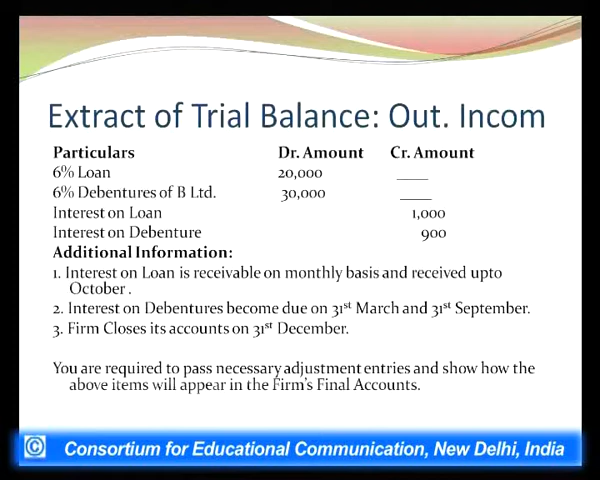 Extract of Trial Balance: Out. Incom
Particulars Dr. Amount Cr. Amount
6% Loan 20,000 ____
6% Debentures of B Ltd. 30,000 ____
Interest on Loan 1,000
Interest on Debenture 900
Additional Information:
1. Interest on Loan is receivable on monthly basis and received upto
October .
2. Interest on Debentures become due on 31st March and 31st September.
3. Firm Closes its accounts on 31st December.
You are required to pass necessary adjustment entries and show how the
above items will appear in the Firm's Final Accounts.
© Consortium for Educational Communication, New Delhi, India